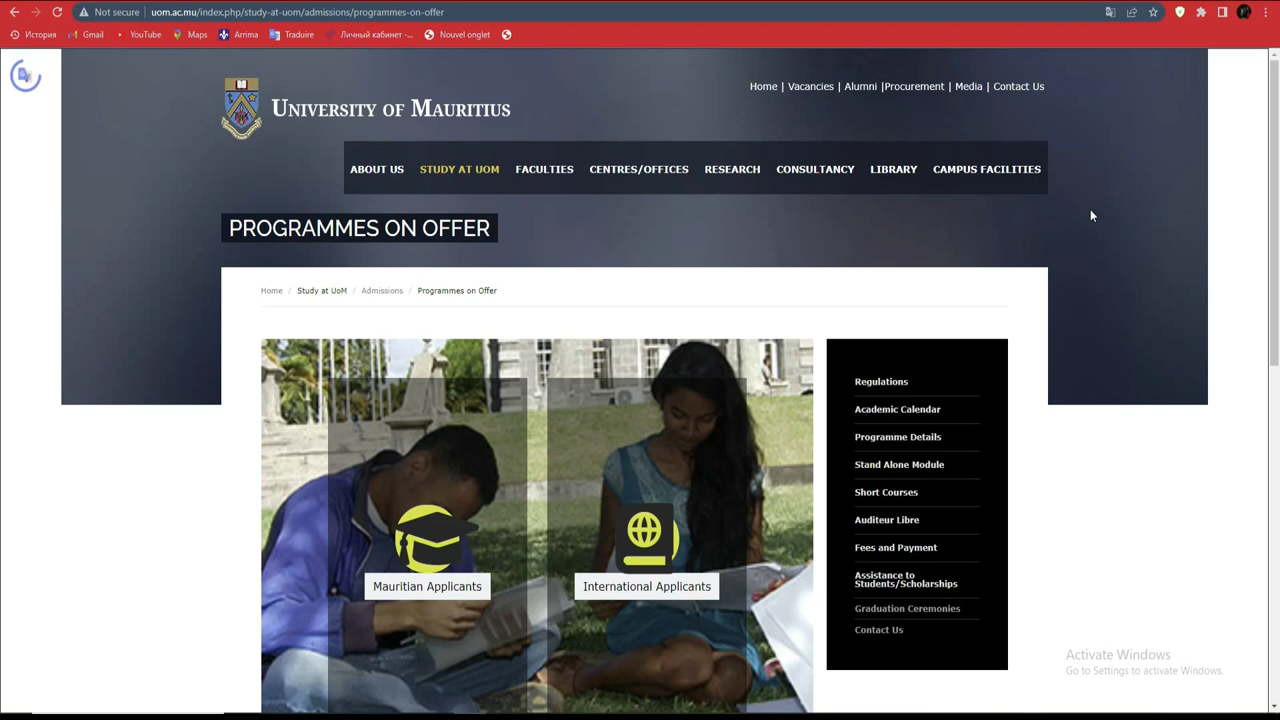 Not secure
uom.ac.mu/index.php/study-at-uom/admissions/programmes-on-offer
История
Gmail
YouTube
Maps
Arrima
Traduire
Личный кабинет -...
Nouvel onglet
UNIVERSITY OF MAURITIUS
Home | Vacancies | Alumni |Procurement | Media | Contact Us
ABOUT US STUDY AT UOM FACULTIES CENTRES/OFFICES RESEARCH CONSULTANCY LIBRARY CAMPUS FACILITIES
PROGRAMMES ON OFFER
Home / Study at UoM / Admissions / Programmes on Offer
Mauritian Applicants
International Applicants
Regulations
Academic Calendar
Programme Details
Stand Alone Module
Short Courses
Auditeur Libre
Fees and Payment
Assistance to
Students/Scholarships
Graduation Ceremonies
Contact Us
Activate Windows
Go to Settings to activate Windows.